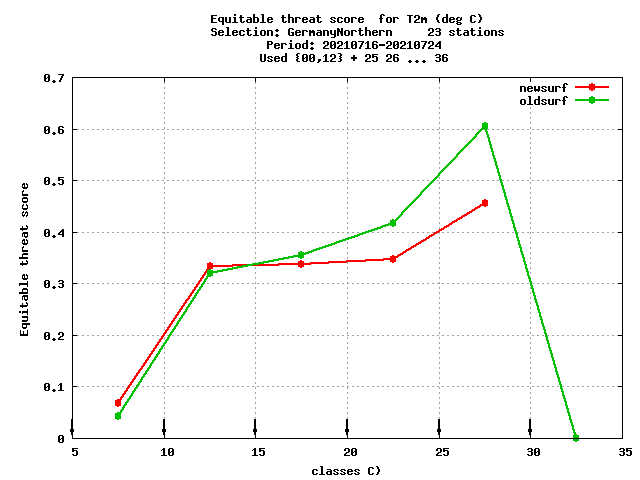 Equitable threat score for T2m (deg C)
Selection: GermanyNorthern 23 stations
Period: 20210716-20210724
Used {00,12} + 25 26 ... 36
newsurf
oldsurf
0.7
0.6
0.5
0.4
0.3
0.2
0.1
0
Equitable threat score
5 10 15 20 25 30 35
classes C)